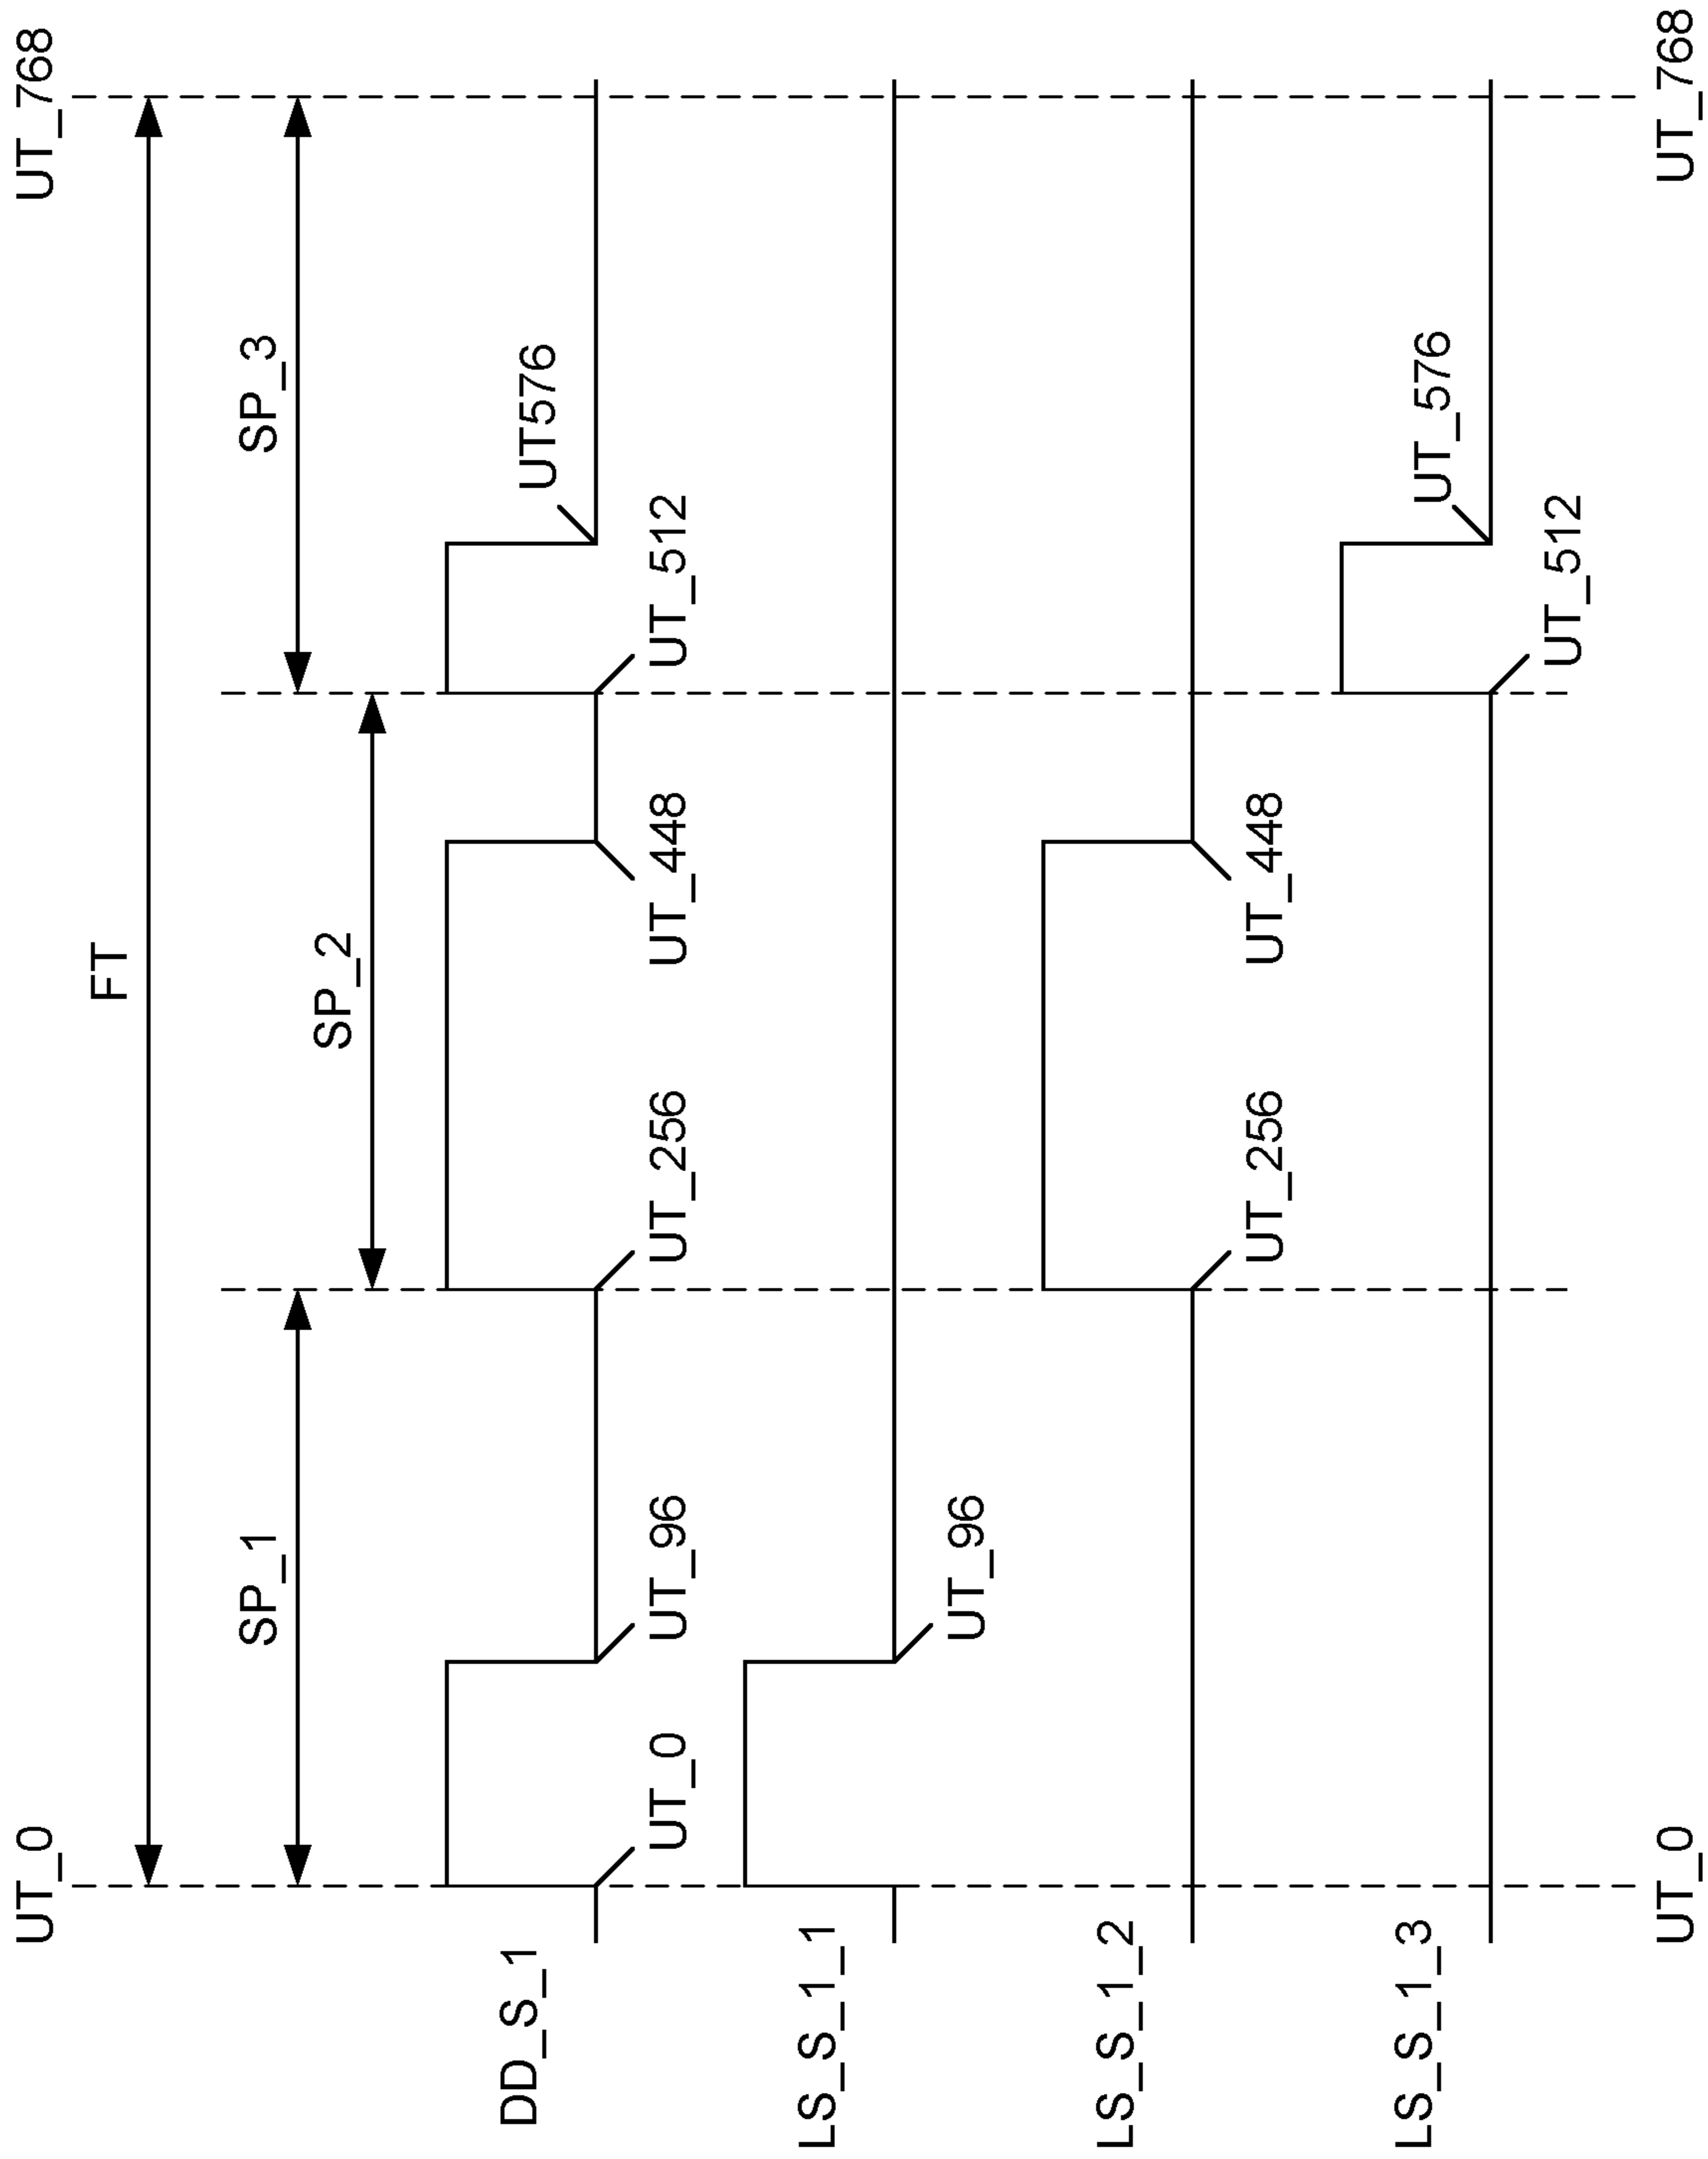 UT_0
UT_768
FT
SP_1
SP_3
SP_2
DD_S_1
UT576
UT_0
UT_96
UT_256
UT_448
UT_512
LS_S_1_1
UT_96
LS_S_1_2
UT_256
UT_448
LS_S_1_3
UT_576
UT_512
UT_0
UT_768